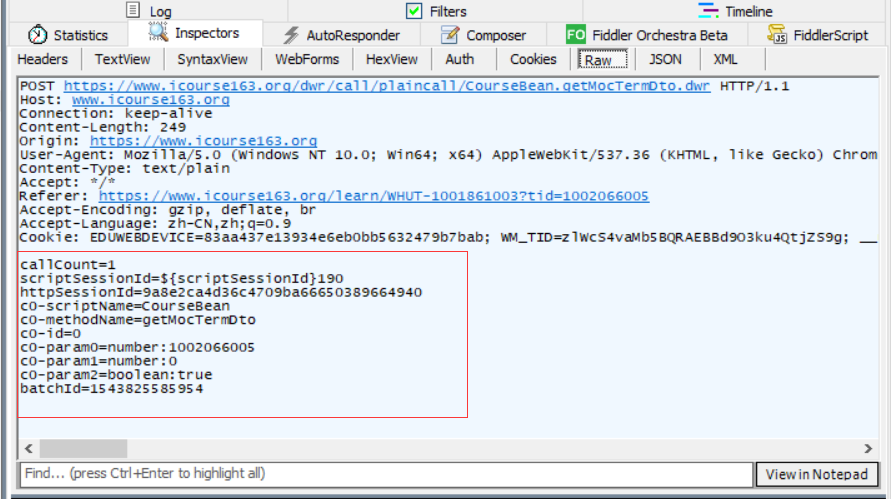 Log Filters Timeline
Statistics Inspectors AutoResponder Composer FO Fiddler Orchestra Beta JS FiddlerScript
Headers TextView SyntaxView WebForms HexView Auth Cookies Raw JSON XML
POST https://www.icourse163.org/dwr/call/plaincall/CourseBean.getMocTermDto.dwr HTTP/1.1
Host: www.icourse163.org
Connection: keep-alive
Content-Length: 249
Origin: https://www.icourse163.org
User-Agent: Mozilla/5.0 (Windows NT 10.0; Win64; x64) AppleWebKit/537.36 (KHTML, like Gecko) Chrom
Content-Type: text/plain
Accept: */*
Referer: https://www.icourse163.org/learn/WHUT-1001861003?tid=1002066005
Accept-Encoding: gzip, deflate, br
Accept-Language: zh-CN,zh;q=0.9
Cookie: EDUWEBDEVICE=83aa437e13934e6eb0bb5632479b7bab; WM_TID=zlWcS4vaMb5BQRAEBBd9O3ku4QtjZS9g; __
callCount=1
scriptSessionId=${scriptSessionId}190
httpSessionId=9a8e2ca4d36c4709ba66650389664940
c0-scriptName=CourseBean
c0-methodName=getMocTermDto
c0-id=0
c0-param0=number:1002066005
c0-param1=number:0
c0-param2=boolean:true
batchId=1543825585954
Find... (press Ctrl+Enter to highlight all) View in Notepad